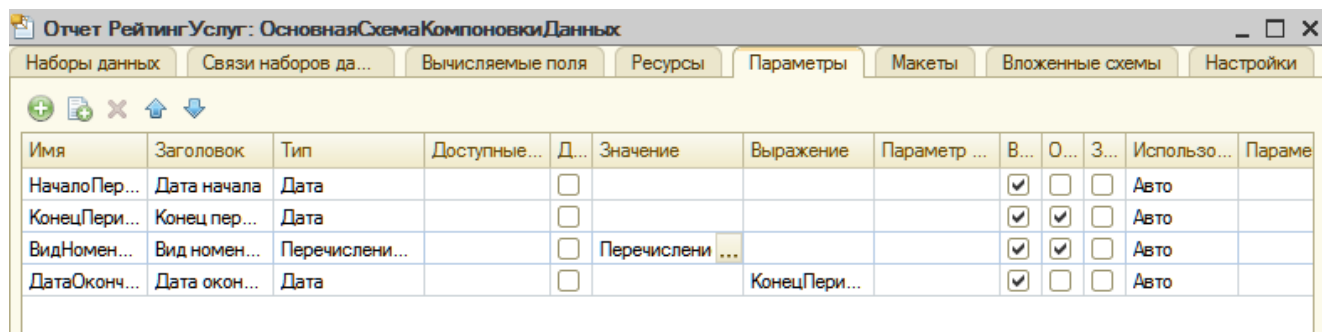 Отчет РейтингУслуг: ОсновнаяСхемаКомпоновкиДанных
Наборы данных Связи наборов да... Вычисляемые поля Ресурсы Параметры Макеты Вложенные схемы Настройки
Имя Заголовок Тип Доступные... Д... Значение Выражение Параметр ... В... О... З... Использо... Параме
НачалоПер... Дата начала Дата Авто
КонецПери... Конец пер... Дата Авто
ВидНомен... Вид номен... Перечислени... Перечислени ... Авто
ДатаОконч... Дата окон... Дата КонецПери... Авто